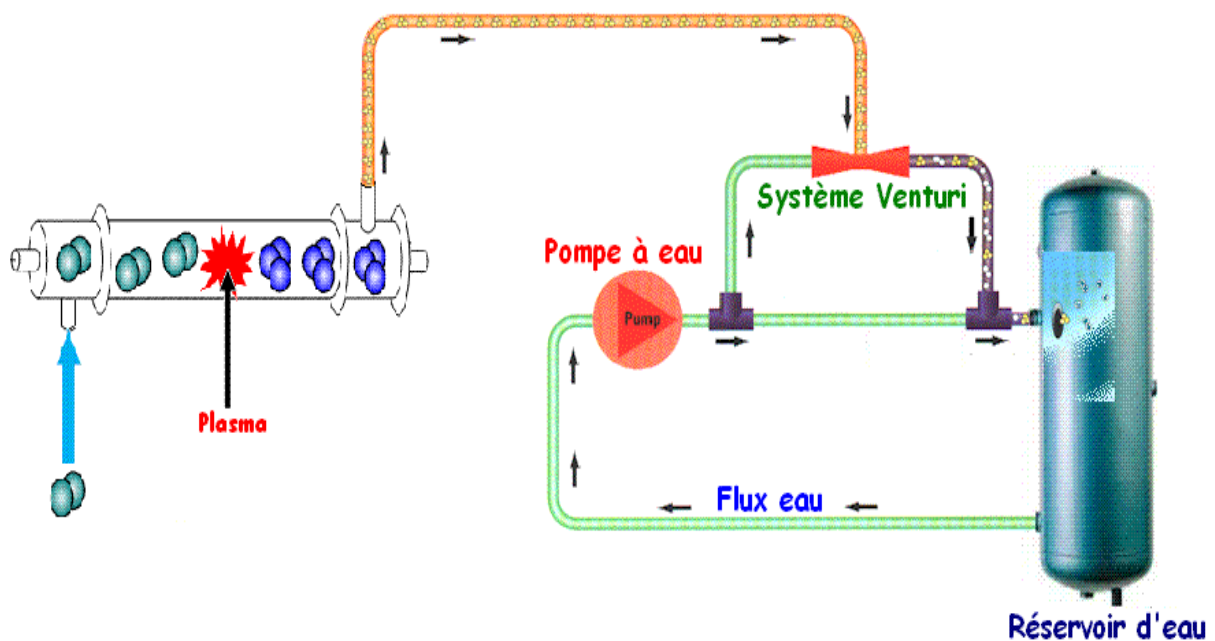 Système Venturi
Pompe à eau
Pump
Plasma
Flux eau
Réservoir d'eau